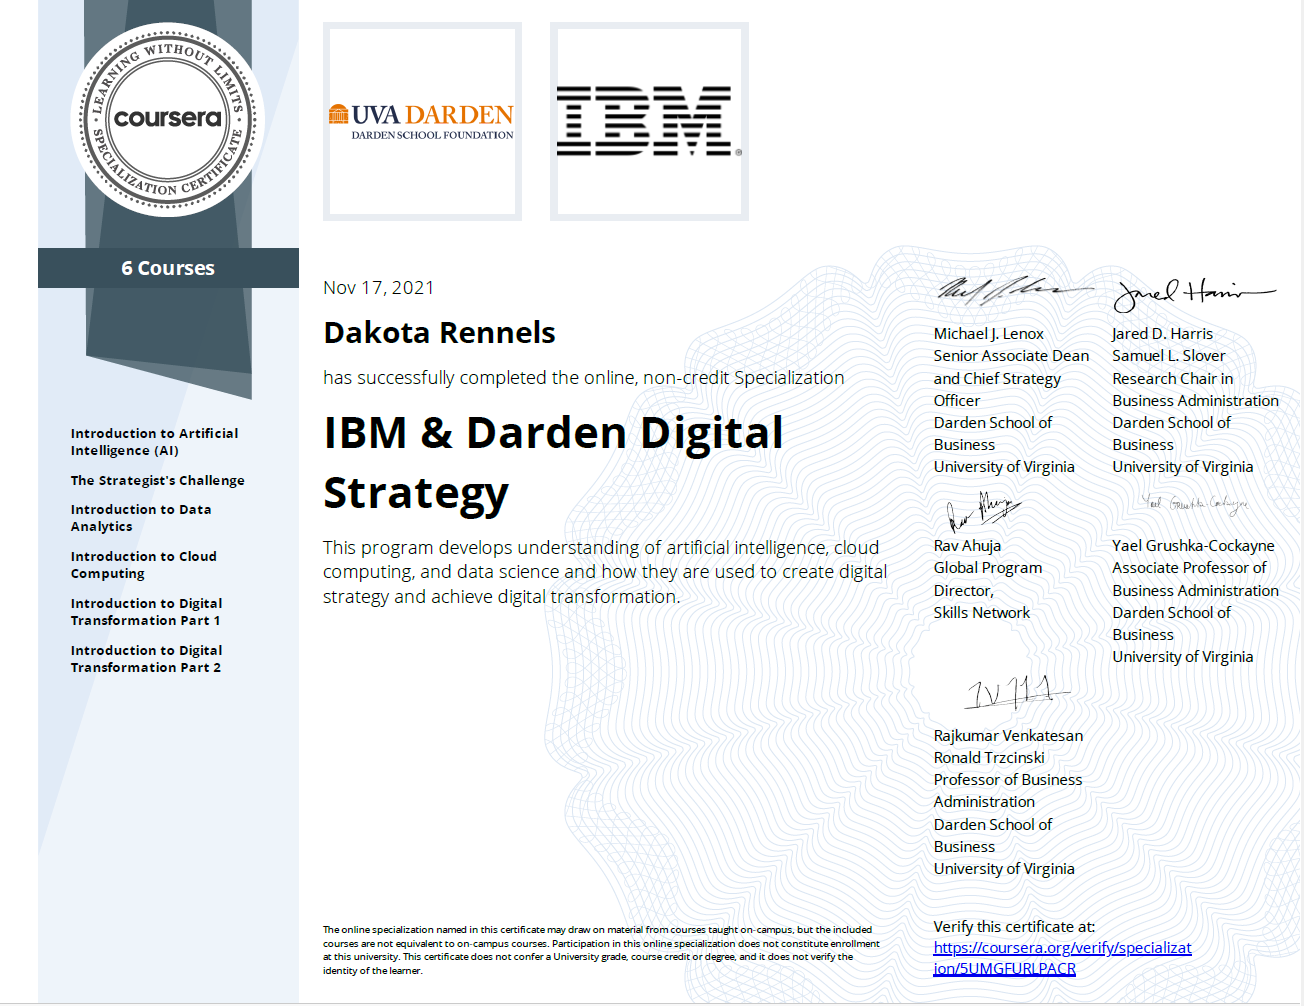 LEARNING WITHOUT LIMITS
coursera
SPECIALIZATION CERTIFICATE
6 Courses
Introduction to Artificial
Intelligence (AI)
The Strategist's Challenge
Introduction to Data
Analytics
Introduction to Cloud
Computing
Introduction to Digital
Transformation Part 1
Introduction to Digital
Transformation Part 2
UVA DARDEN
DARDEN SCHOOL FOUNDATION
IBM®
Nov 17, 2021
Dakota Rennels
has successfully completed the online, non-credit Specialization
IBM & Darden Digital
Strategy
This program develops understanding of artificial intelligence, cloud
computing, and data science and how they are used to create digital
strategy and achieve digital transformation.
The online specialization named in this certificate may draw on material from courses taught on-campus, but the included
courses are not equivalent to on-campus courses. Participation in this online specialization does not constitute enrollment
at this university. This certificate does not confer a University grade, course credit or degree, and it does not verify the
identity of the learner.
Michael J. Lenox
Senior Associate Dean
and Chief Strategy
Officer
Darden School of
Business
University of Virginia
Jared Harris
Jared D. Harris
Samuel L. Slover
Research Chair in
Business Administration
Darden School of
Business
University of Virginia
Rav Ahuja
Rav Ahuja
Global Program
Director,
Skills Network
Yael Grushka-Cockayne
Yael Grushka-Cockayne
Associate Professor of
Business Administration
Darden School of
Business
University of Virginia
Rajkumar Venkatesan
Ronald Trzcinski
Professor of Business
Administration
Darden School of
Business
University of Virginia
Verify this certificate at:
https://coursera.org/verify/specializat
ion/5UMGFURLPACR